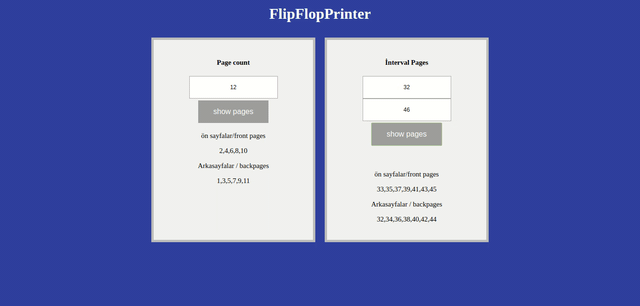 FlipFlopPrinter
Page count
12
show pages
ön sayfalar/front pages
2,4,6,8,10
Arkasayfalar / backpages
1,3,5,7,9,11
İnterval Pages
32
46
show pages
ön sayfalar/front pages
33,35,37,39,41,43,45
Arkasayfalar / backpages
32,34,36,38,40,42,44